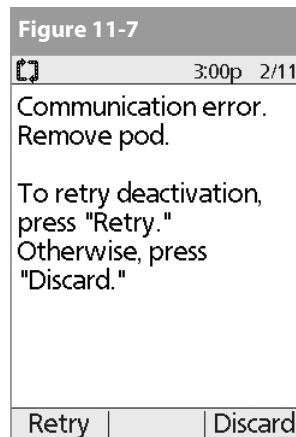 Figure 11-7
3:00p 2/11
Communication error.
Remove pod.
To retry deactivation,
press "Retry."
Otherwise, press
"Discard."
Retry Discard